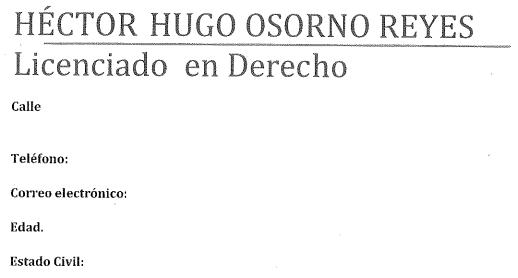 HÉCTOR HUGO OSORNO REYES
Licenciado en Derecho
Calle
Teléfono:
Correo electrónico:
Edad.
Estado Civil: